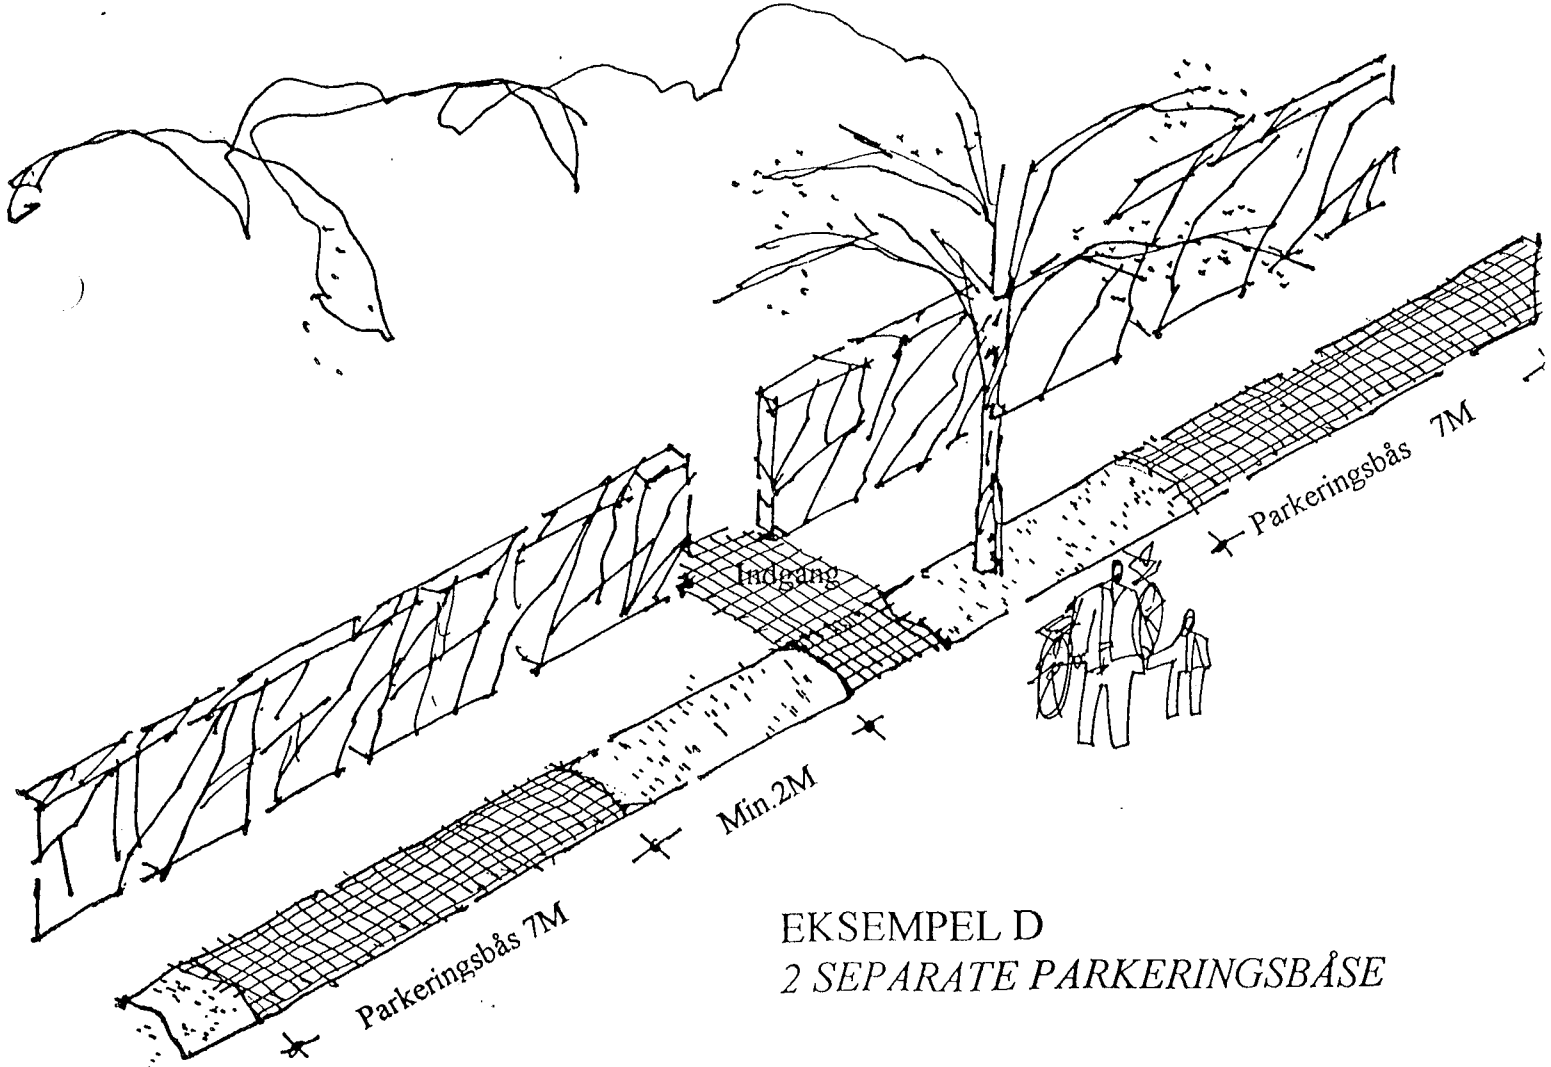 Indgang
Parkeringsbås 7M
Min.2M
Parkeringsbås 7M
EKSEMPEL D
2 SEPARATE PARKERINGSBÅSE